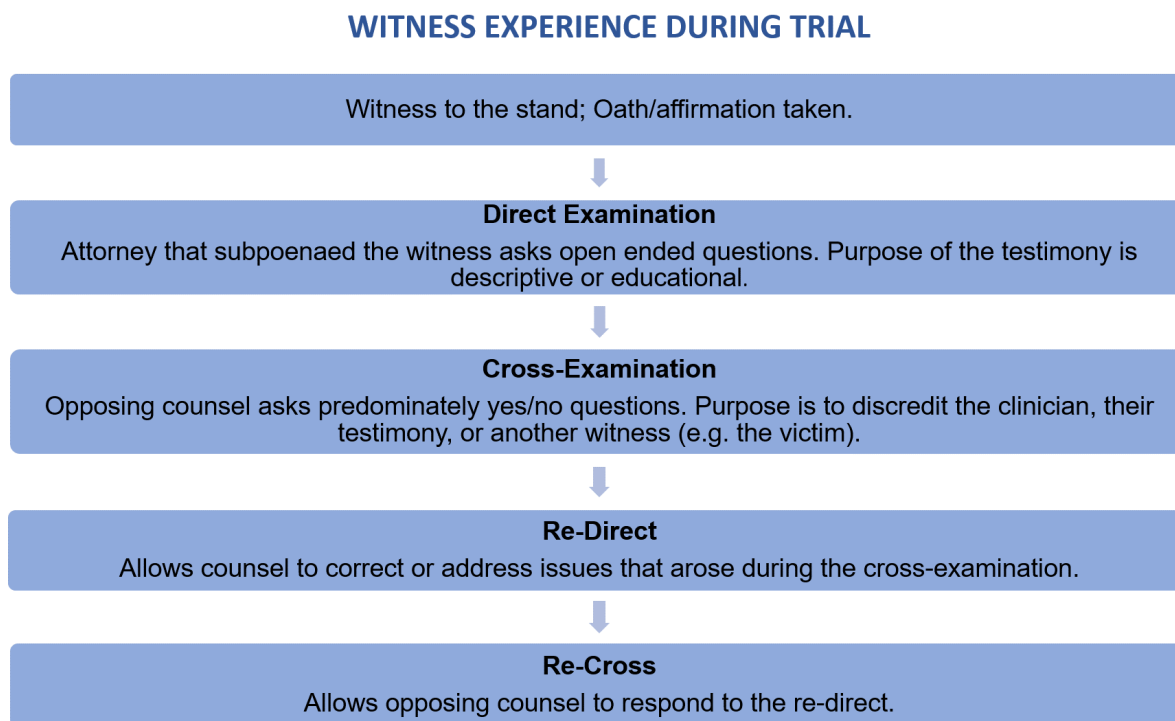 WITNESS EXPERIENCE DURING TRIAL
Witness to the stand; Oath/affirmation taken.
Direct Examination
Attorney that subpoenaed the witness asks open ended questions. Purpose of the testimony is
descriptive or educational.
Cross-Examination
Opposing counsel asks predominately yes/no questions. Purpose is to discredit the clinician, their
testimony, or another witness (e.g. the victim).
Re-Direct
Allows counsel to correct or address issues that arose during the cross-examination.
Re-Cross
Allows opposing counsel to respond to the re-direct.